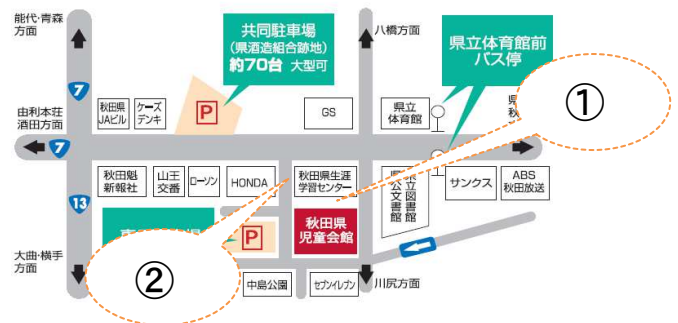 能代・青森
方面
共同駐車場
(県酒造組合跡地)
約70台 大型可
八橋方面
県立体育館前
バス停
7
由利本荘
酒田方面
7
秋田県
JAビル
ケーズ
デンキ
P
GS
県立
体育館
①
秋田魁
新報社
山王
交番
ローソン
HONDA
秋田県生涯
学習センター
県立図書館
県公文書館
サンクス
ABS
秋田放送
13
秋田県
児童会館
P
大曲・横手
方面
②
中島公園
セブンイレブン
川尻方面